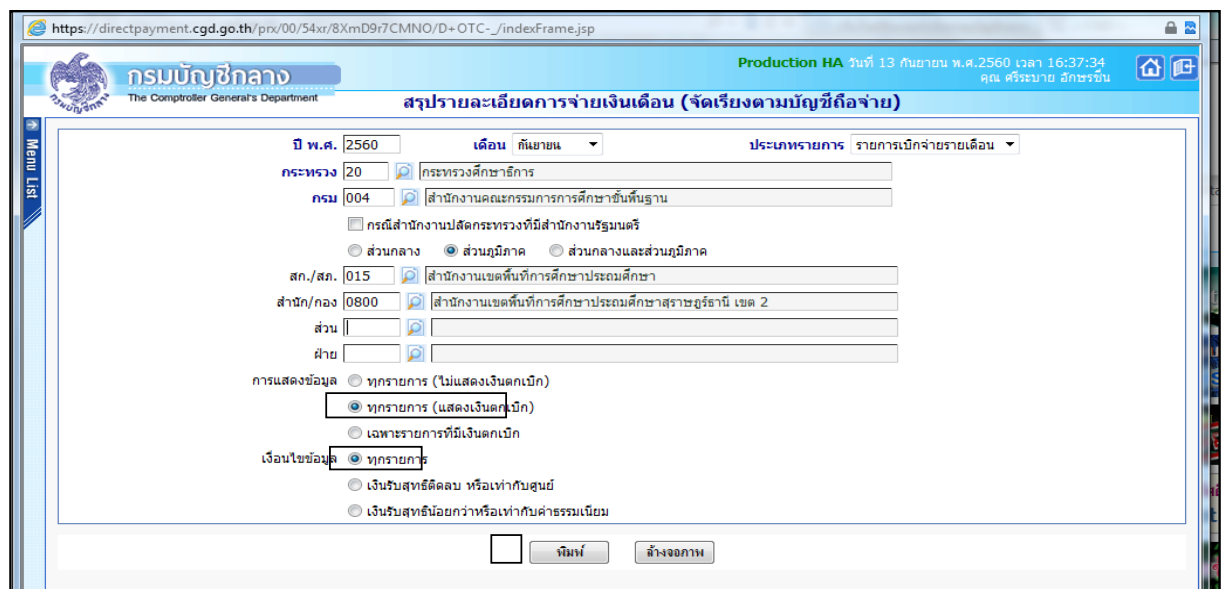 https://directpayment.cgd.go.th/prx/00/54xr/8XmD9r7CMNO/D+OTC-_/indexFrame.jsp
กรมบัญชีกลาง
The Comptroller General's Department
Production HA วันที่ 13 กันยายน พ.ศ.2560 เวลา 16:37:34
คุณ ศรีระบาย อักษรชื่น
สรุปรายละเอียดการจ่ายเงินเดือน (จัดเรียงตามบัญชีถือจ่าย)
Menu List
ปี พ.ศ. 2560 เดือน กันยายน ประเภทรายการ รายการเบิกจ่ายรายเดือน
กระทรวง 20 กระทรวงศึกษาธิการ
กรม 004 สำนักงานคณะกรรมการการศึกษาขั้นพื้นฐาน
กรณีสำนักงานปลัดกระทรวงที่มีสำนักงานรัฐมนตรี
ส่วนกลาง ส่วนภูมิภาค ส่วนกลางและส่วนภูมิภาค
สก./สภ. 015 สำนักงานเขตพื้นที่การศึกษาประถมศึกษา
สำนัก/กอง 0800 สำนักงานเขตพื้นที่การศึกษาประถมศึกษาสุราษฎร์ธานี เขต 2
ส่วน
ฝ่าย
การแสดงข้อมูล ทุกรายการ (ไม่แสดงเงินตกเบิก)
ทุกรายการ (แสดงเงินตกเบิก)
เฉพาะรายการที่มีเงินตกเบิก
เงื่อนไขข้อมูล ทุกรายการ
เงินรับสุทธิติดลบ หรือเท่ากับศูนย์
เงินรับสุทธิน้อยกว่าหรือเท่ากับค่าธรรมเนียม
พิมพ์ ล้างจอภาพ